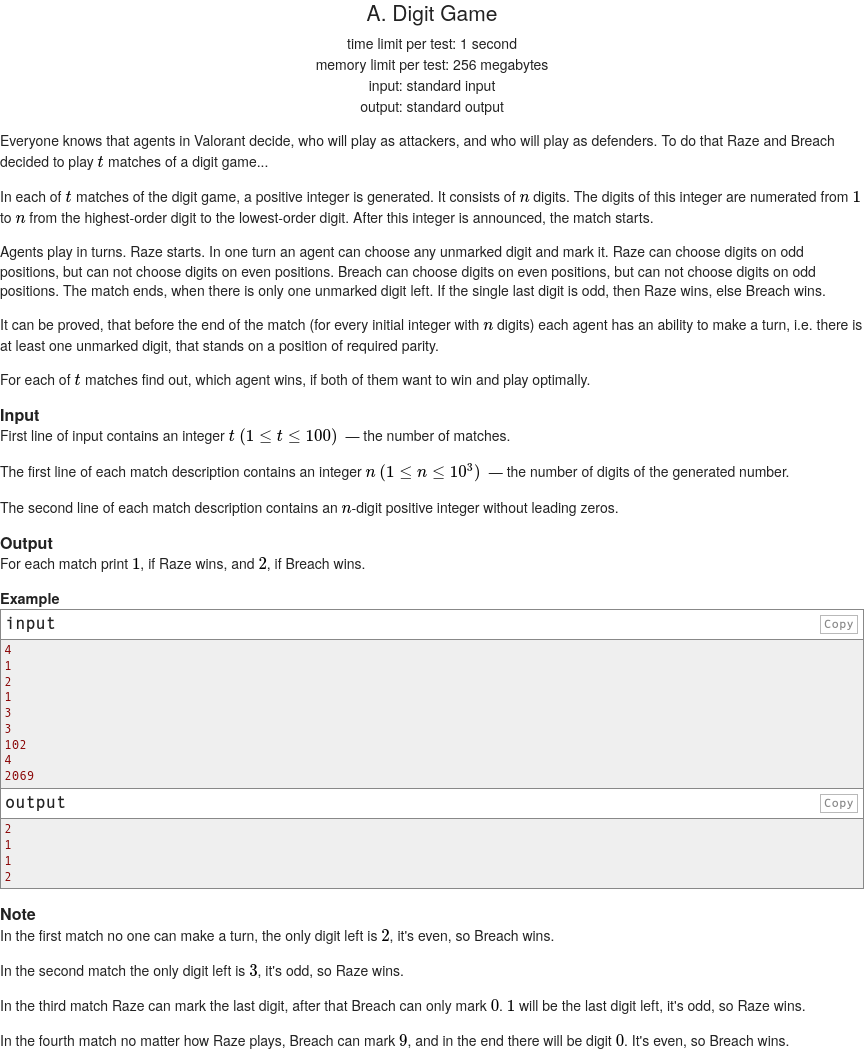 A. Digit Game
time limit per test: 1 second
memory limit per test: 256 megabytes
input: standard input
output: standard output
Everyone knows that agents in Valorant decide, who will play as attackers, and who will play as defenders. To do that Raze and Breach
decided to play t matches of a digit game...
In each of t matches of the digit game, a positive integer is generated. It consists of n digits. The digits of this integer are numerated from 1
to n from the highest-order digit to the lowest-order digit. After this integer is announced, the match starts.
Agents play in turns. Raze starts. In one turn an agent can choose any unmarked digit and mark it. Raze can choose digits on odd
positions, but can not choose digits on even positions. Breach can choose digits on even positions, but can not choose digits on odd
positions. The match ends, when there is only one unmarked digit left. If the single last digit is odd, then Raze wins, else Breach wins.
It can be proved, that before the end of the match (for every initial integer with n digits) each agent has an ability to make a turn, i.e. there is
at least one unmarked digit, that stands on a position of required parity.
For each of t matches find out, which agent wins, if both of them want to win and play optimally.
Input
First line of input contains an integer t (1 ≤ t ≤ 100) — the number of matches.
The first line of each match description contains an integer n (1 ≤ n ≤ 10³) — the number of digits of the generated number.
The second line of each match description contains an n-digit positive integer without leading zeros.
Output
For each match print 1, if Raze wins, and 2, if Breach wins.
Example
input Copy
4
1
2
1
3
3
102
4
2069
output Copy
2
1
1
2
Note
In the first match no one can make a turn, the only digit left is 2, it's even, so Breach wins.
In the second match the only digit left is 3, it's odd, so Raze wins.
In the third match Raze can mark the last digit, after that Breach can only mark 0. 1 will be the last digit left, it's odd, so Raze wins.
In the fourth match no matter how Raze plays, Breach can mark 9, and in the end there will be digit 0. It's even, so Breach wins.